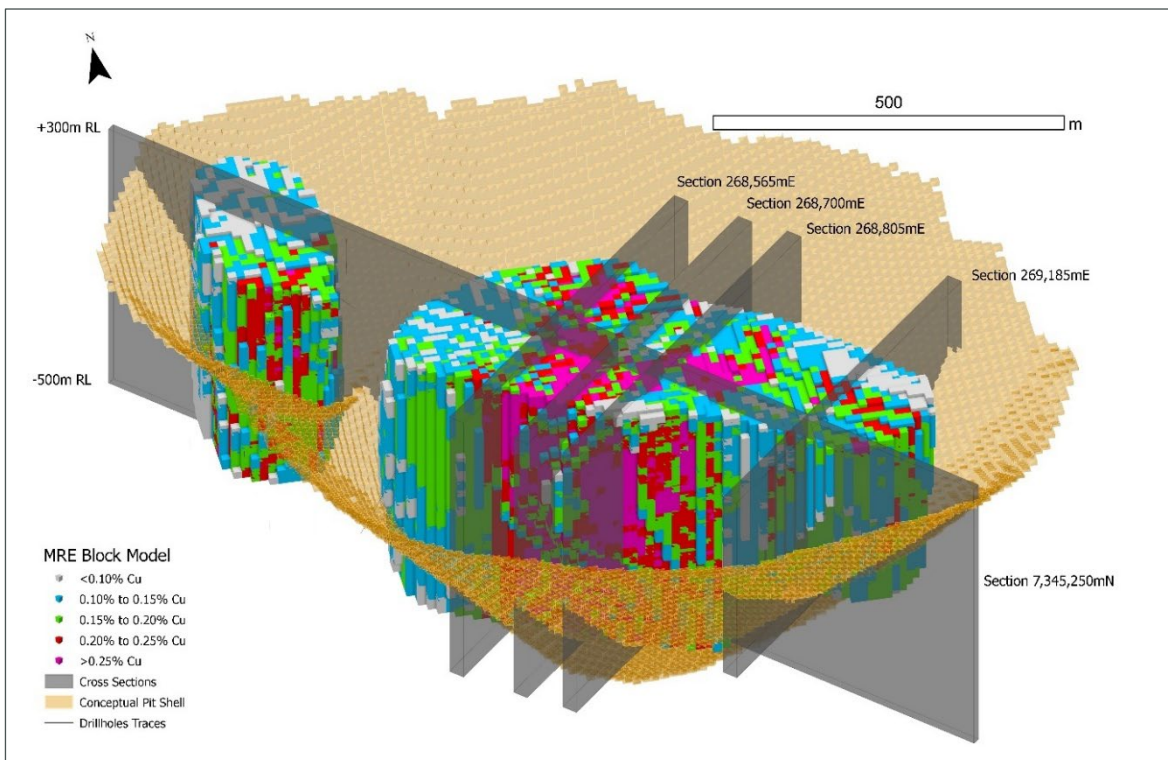 N
500
m
+300m RL
Section 268,565mE
Section 268,700mE
Section 268,805mE
Section 269,185mE
-500m RL
MRE Block Model
<0.10% Cu
0.10% to 0.15% Cu
0.15% to 0.20% Cu
0.20% to 0.25% Cu
>0.25% Cu
Cross Sections
Conceptual Pit Shell
Drillholes Traces
Section 7,345,250mN